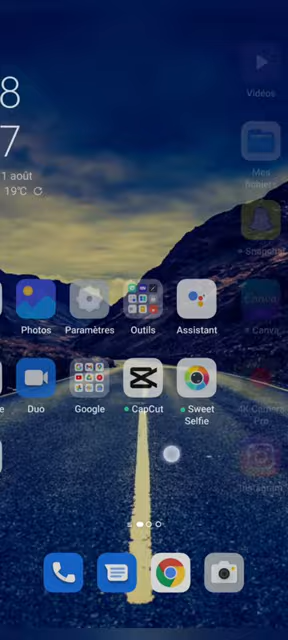 8
7
1 août
19°C
Vidéos
Mes
fichiers
Snapchat
Photos
Paramètres
Outils
Assistant
Canva
e
Duo
Google
CapCut
Sweet
Selfie
4K Camera
Pro
Instagram